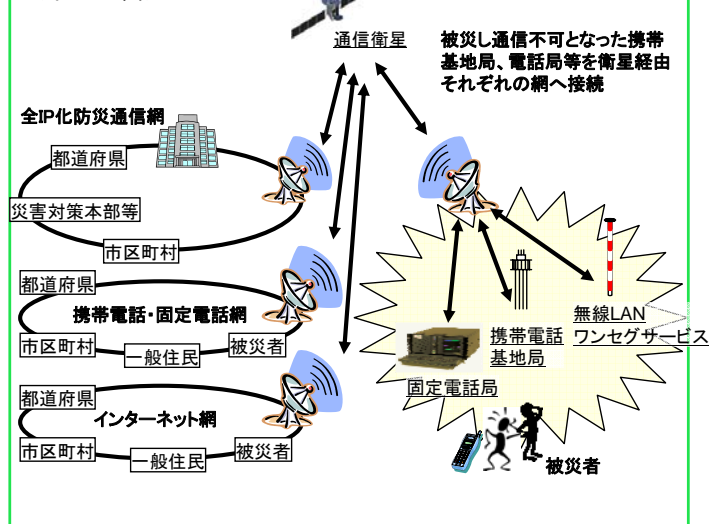 通信衛星
被災し通信不可となった携帯
基地局、電話局等を衛星経由
それぞれの網へ接続
全IP化防災通信網
都道府県
災害対策本部等
市区町村
都道府県
携帯電話・固定電話網
市区町村
一般住民
被災者
都道府県
インターネット網
市区町村
一般住民
被災者
無線LAN
ワンセグサービス
携帯電話
基地局
固定電話局
被災者